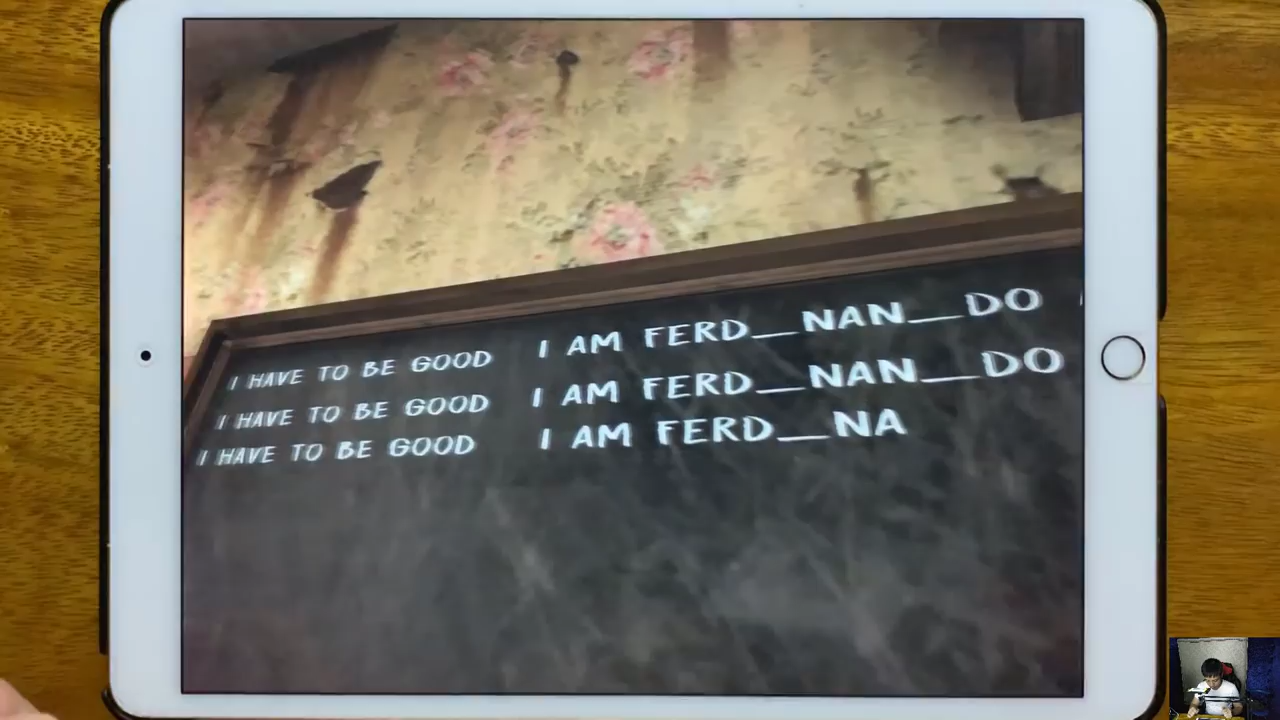 I HAVE TO BE GOOD I AM FERD__NAN__DO
I HAVE TO BE GOOD I AM FERD__NAN__DO
I HAVE TO BE GOOD I AM FERD__NA